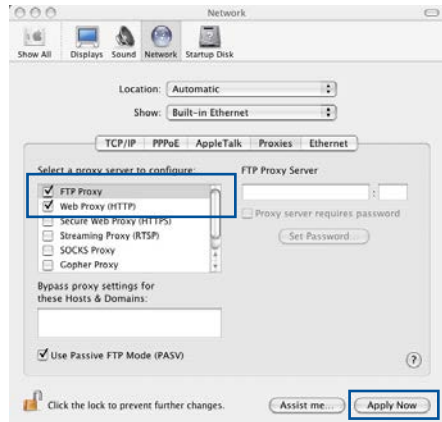 Network
Show All Displays Sound Network Startup Disk
Location: Automatic
Show: Built-in Ethernet
TCP/IP PPPoE AppleTalk Proxies Ethernet
Select a proxy server to configure: FTP Proxy Server
FTP Proxy
:
Web Proxy (HTTP)
Proxy server requires password
Secure Web Proxy (HTTPS)
Streaming Proxy (RTSP)
Set Password...
SOCKS Proxy
Gopher Proxy
Bypass proxy settings for
these Hosts & Domains:
Use Passive FTP Mode (PASV)
?
Click the lock to prevent further changes. Assist me... Apply Now